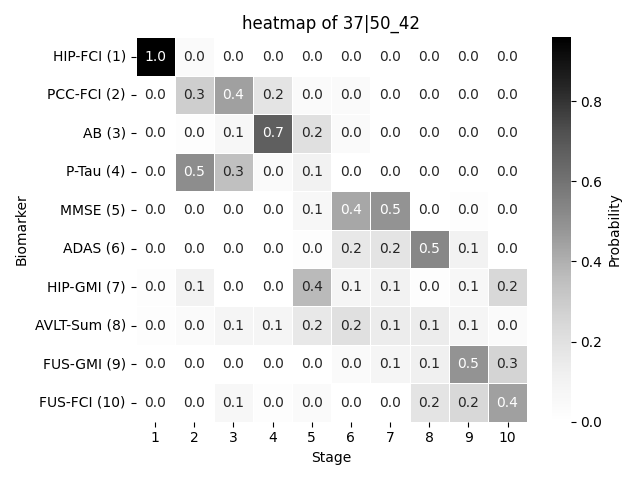 heatmap of 37|50_42
HIP-FCI (1) 1.0 0.0 0.0 0.0 0.0 0.0 0.0 0.0 0.0 0.0
PCC-FCI (2) 0.0 0.3 0.4 0.2 0.0 0.0 0.0 0.0 0.0 0.0
AB (3) 0.0 0.0 0.1 0.7 0.2 0.0 0.0 0.0 0.0 0.0
P-Tau (4) 0.0 0.5 0.3 0.0 0.1 0.0 0.0 0.0 0.0 0.0
MMSE (5) 0.0 0.0 0.0 0.0 0.1 0.4 0.5 0.0 0.0 0.0
ADAS (6) 0.0 0.0 0.0 0.0 0.0 0.2 0.2 0.5 0.1 0.0
HIP-GMI (7) 0.0 0.1 0.0 0.0 0.4 0.1 0.1 0.0 0.1 0.2
AVLT-Sum (8) 0.0 0.0 0.1 0.1 0.2 0.2 0.1 0.1 0.1 0.0
FUS-GMI (9) 0.0 0.0 0.0 0.0 0.0 0.0 0.1 0.1 0.5 0.3
FUS-FCI (10) 0.0 0.0 0.1 0.0 0.0 0.0 0.0 0.2 0.2 0.4
1 2 3 4 5 6 7 8 9 10
Stage
Biomarker
0.8
0.6
0.4
0.2
0.0
Probability